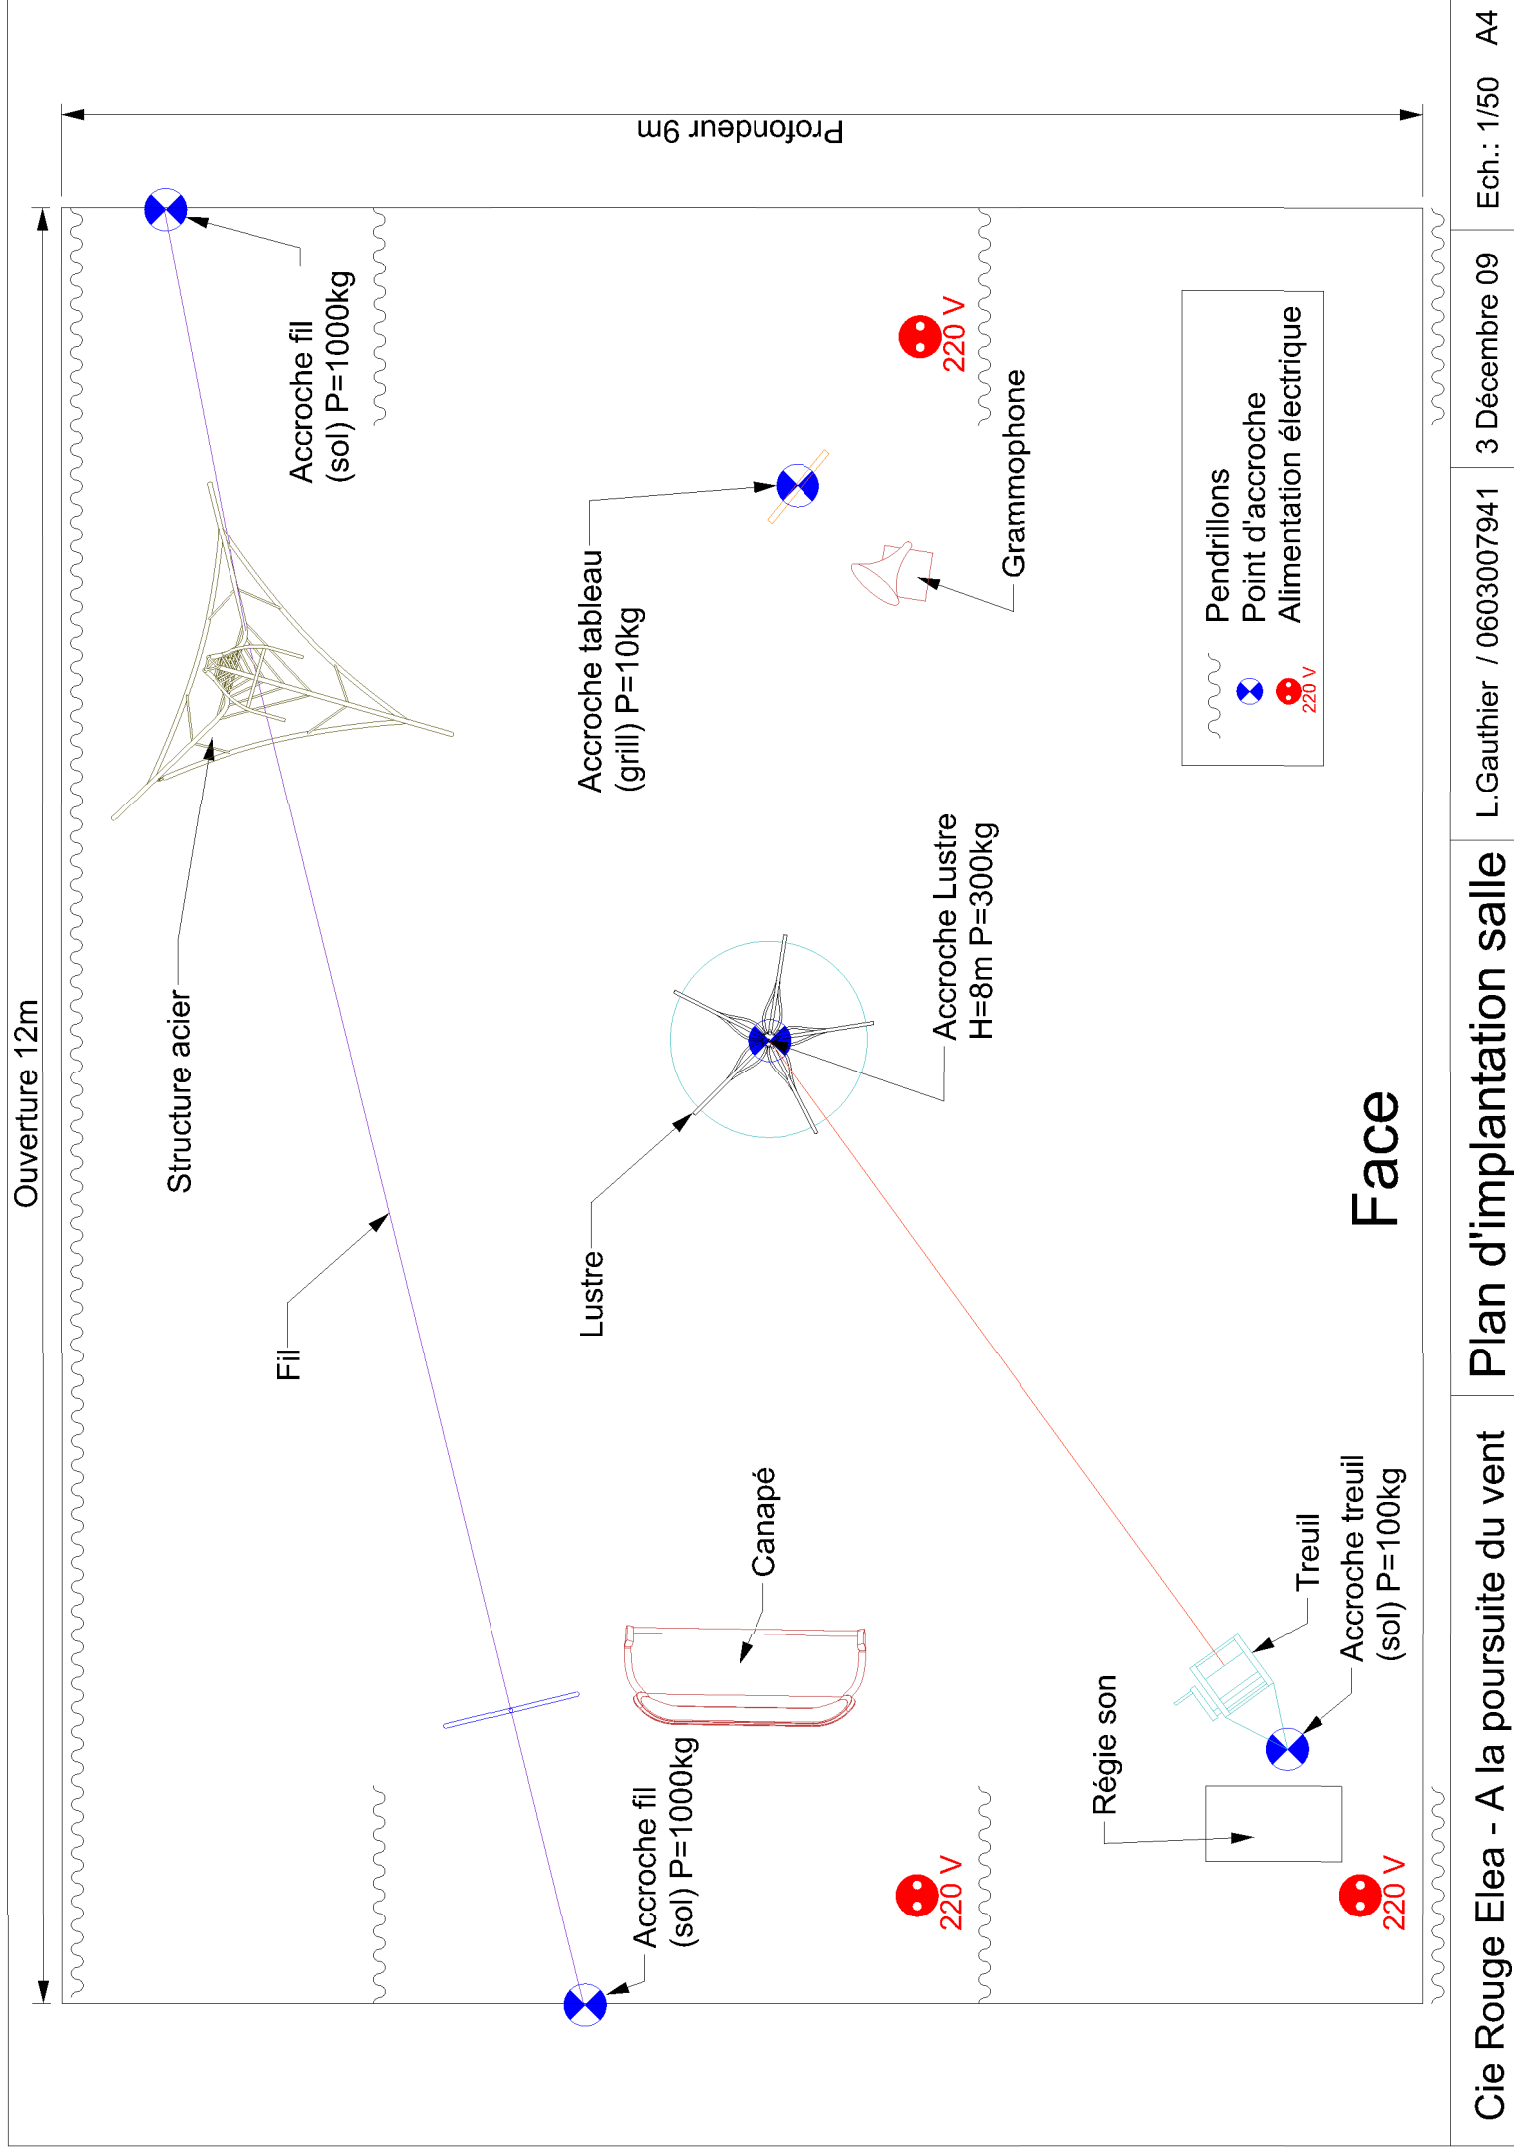 Ouverture 12m
Profondeur 9m
Structure acier
Accroche fil
(sol) P=1000kg
Fil
Accroche tableau
(grill) P=10kg
Lustre
Accroche Lustre
H=8m P=300kg
Grammophone
220 V
Canapé
Accroche fil
(sol) P=1000kg
220 V
Régie son
Treuil
Accroche treuil
(sol) P=100kg
220 V
Face
Pendrillons
Point d'accroche
Alimentation électrique
220 V
Cie Rouge Elea - A la poursuite du vent
Plan d'implantation salle
L.Gauthier / 0603007941
3 Décembre 09
Ech.: 1/50 A4